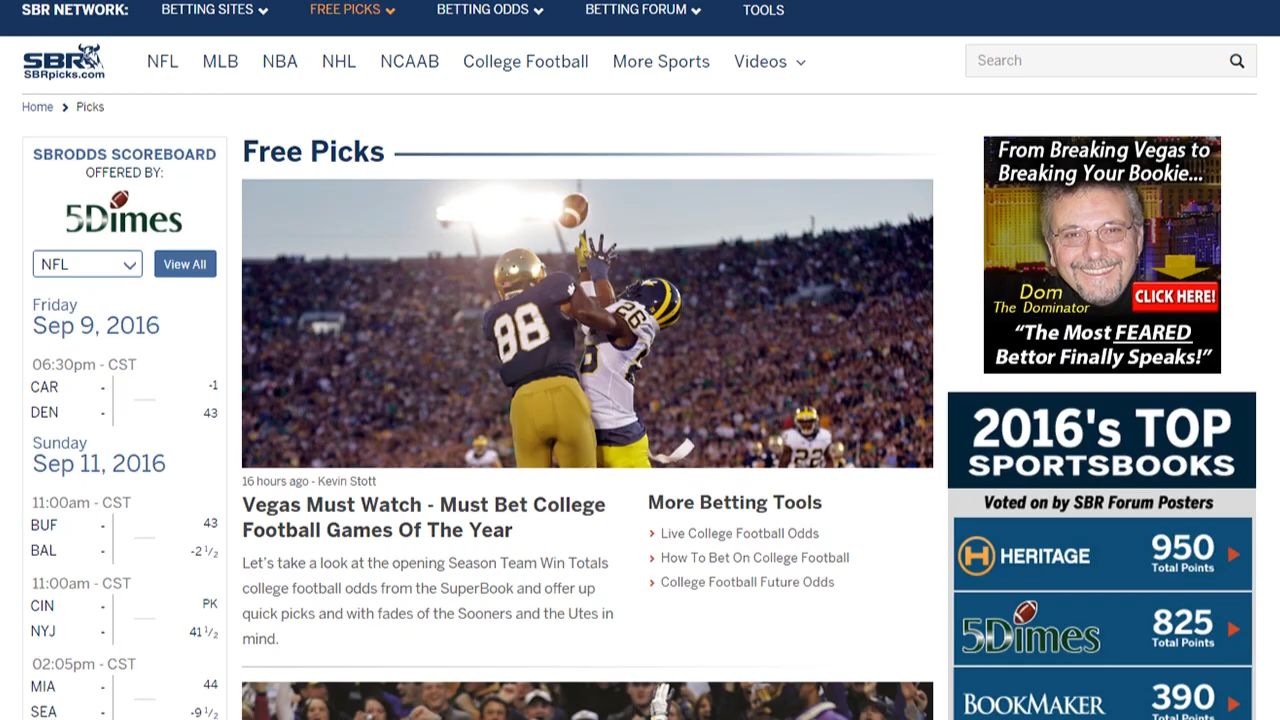 SBR NETWORK: BETTING SITES FREE PICKS BETTING ODDS BETTING FORUM TOOLS
SBR
SBRpicks.com
NFL MLB NBA NHL NCAAB College Football More Sports Videos
Search
Home Picks
SBRODDS SCOREBOARD
OFFERED BY:
5Dimes
NFL View All
Friday
Sep 9, 2016
06:30pm - CST
CAR - -1
DEN - 43
Sunday
Sep 11, 2016
11:00am - CST
BUF - 43
BAL - -2 1/2
11:00am - CST
CIN - PK
NYJ - 41 1/2
02:05pm - CST
MIA - 44
SEA - -9 1/2
Free Picks
88
26
22
16 hours ago - Kevin Stott
Vegas Must Watch - Must Bet College
Football Games Of The Year
Let's take a look at the opening Season Team Win Totals
college football odds from the SuperBook and offer up
quick picks and with fades of the Sooners and the Utes in
mind.
More Betting Tools
Live College Football Odds
How To Bet On College Football
College Football Future Odds
From Breaking Vegas to
Breaking Your Bookie...
Dom
The Dominator
CLICK HERE!
“The Most FEARED
Bettor Finally Speaks!”
2016's TOP
SPORTSBOOKS
Voted on by SBR Forum Posters
H HERITAGE 950
Total Points
5Dimes 825
Total Points
BOOKMAKER 390
Total Points